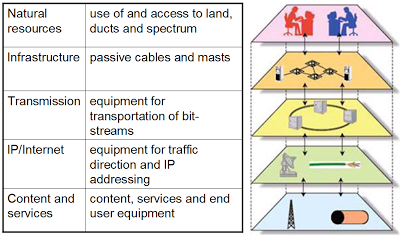 Natural resources
use of and access to land, ducts and spectrum
Infrastructure
passive cables and masts
Transmission
equipment for transportation of bit-streams
IP/Internet
equipment for traffic direction and IP addressing
Content and services
content, services and end user equipment